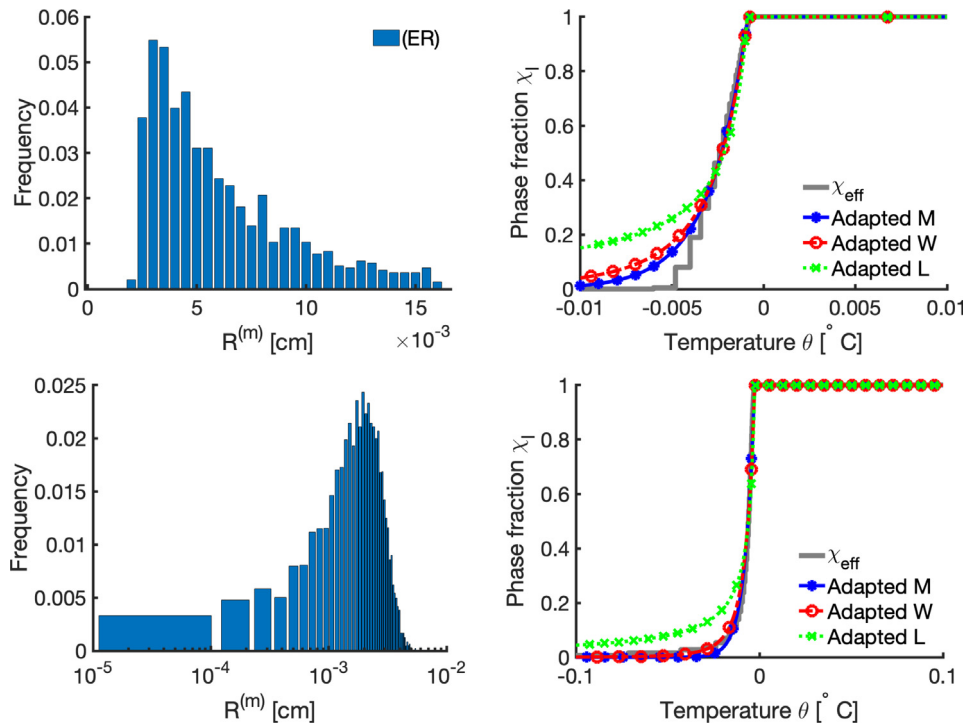 0.06
0.05
0.04
0.03
0.02
0.01
0
Frequency
(ER)
0 5 10 15
R^(m) [cm]
×10^-3
1
0.8
0.6
0.4
0.2
0
Phase fraction χ_l
χ_eff
Adapted M
Adapted W
Adapted L
-0.01 -0.005 0 0.005 0.01
Temperature θ [° C]
0.025
0.02
0.015
0.01
0.005
0
Frequency
10^-5 10^-4 10^-3 10^-2
R^(m) [cm]
1
0.8
0.6
0.4
0.2
0
Phase fraction χ_l
χ_eff
Adapted M
Adapted W
Adapted L
-0.1 -0.05 0 0.05 0.1
Temperature θ [° C]